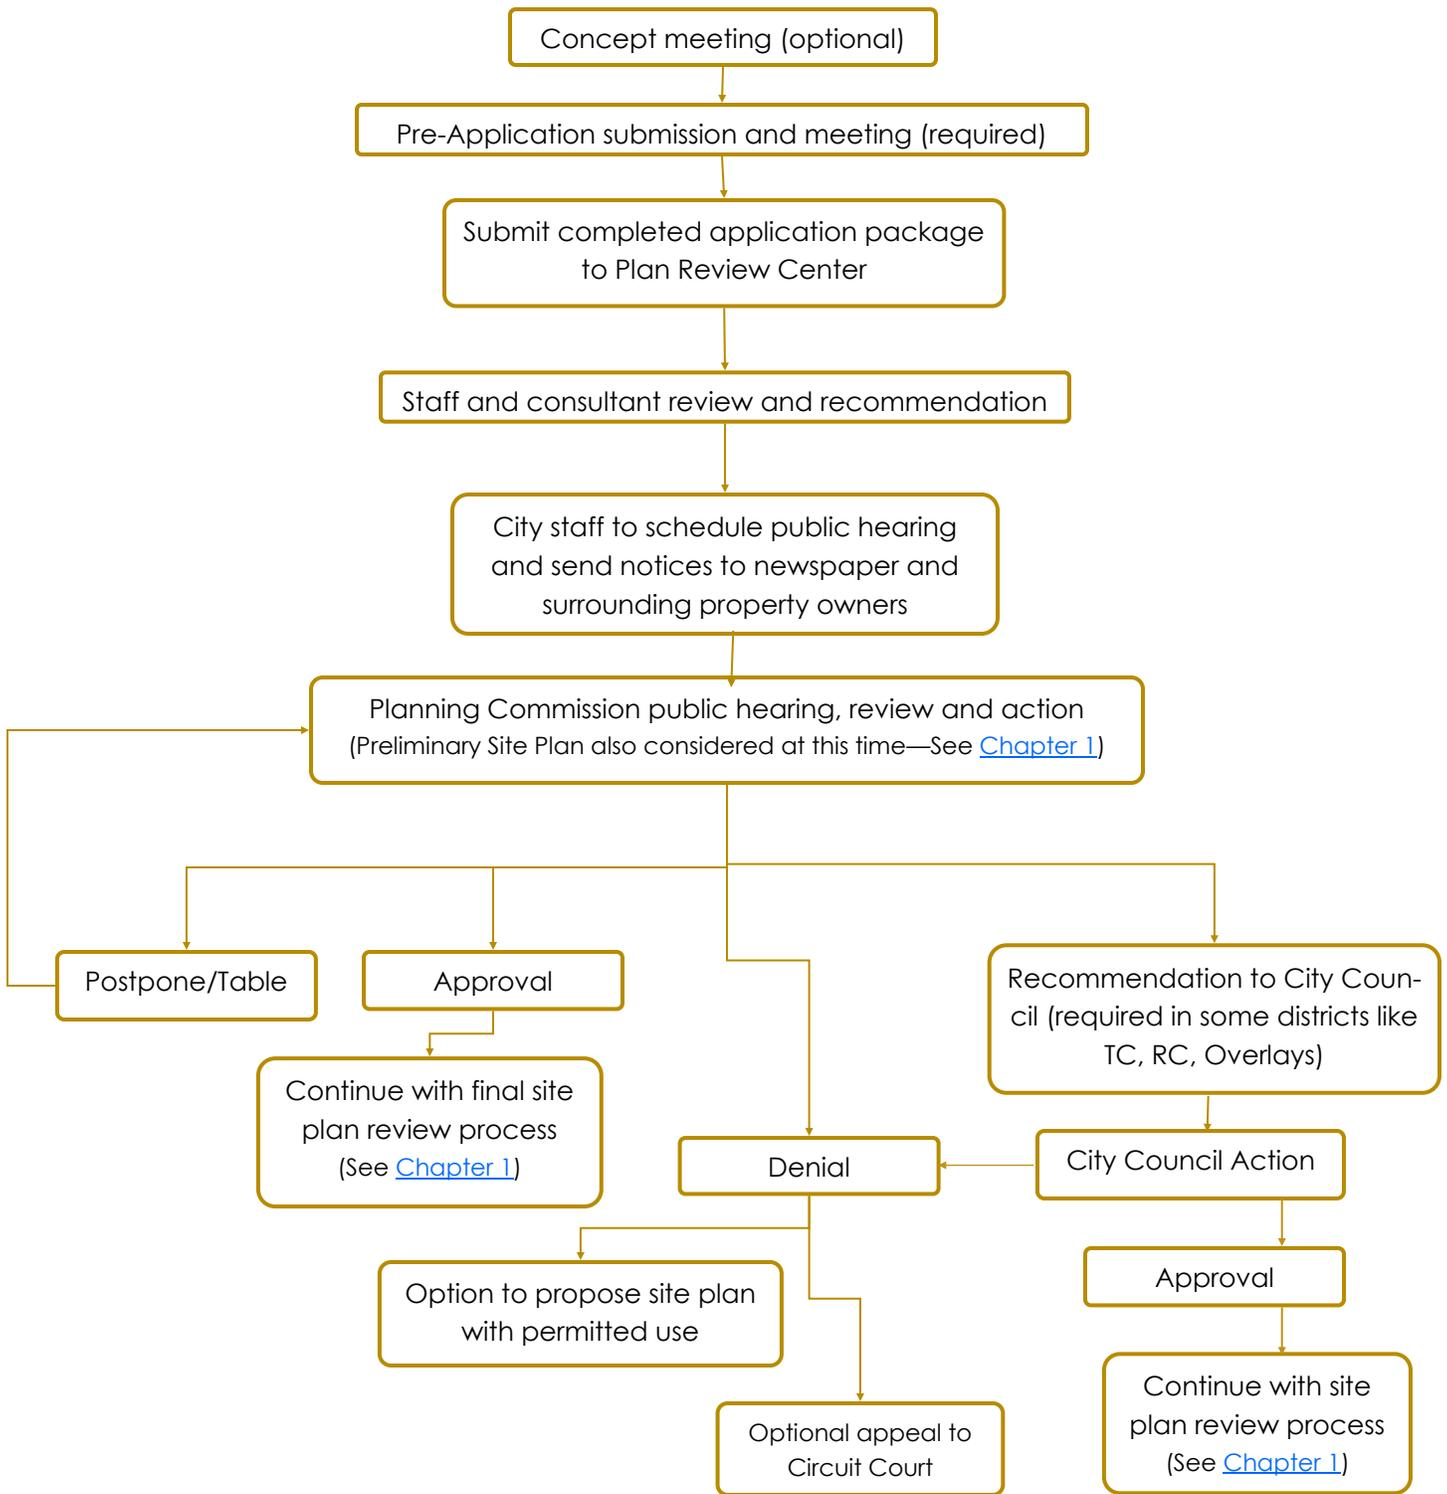 Concept meeting (optional)
Pre-Application submission and meeting (required)
Submit completed application package
to Plan Review Center
Staff and consultant review and recommendation
City staff to schedule public hearing
and send notices to newspaper and
surrounding property owners
Planning Commission public hearing, review and action
(Preliminary Site Plan also considered at this time—See Chapter 1)
Postpone/Table
Approval
Recommendation to City Coun-
cil (required in some districts like
TC, RC, Overlays)
Continue with final site
plan review process
(See Chapter 1)
Denial
City Council Action
Option to propose site plan
with permitted use
Approval
Optional appeal to
Circuit Court
Continue with site
plan review process
(See Chapter 1)